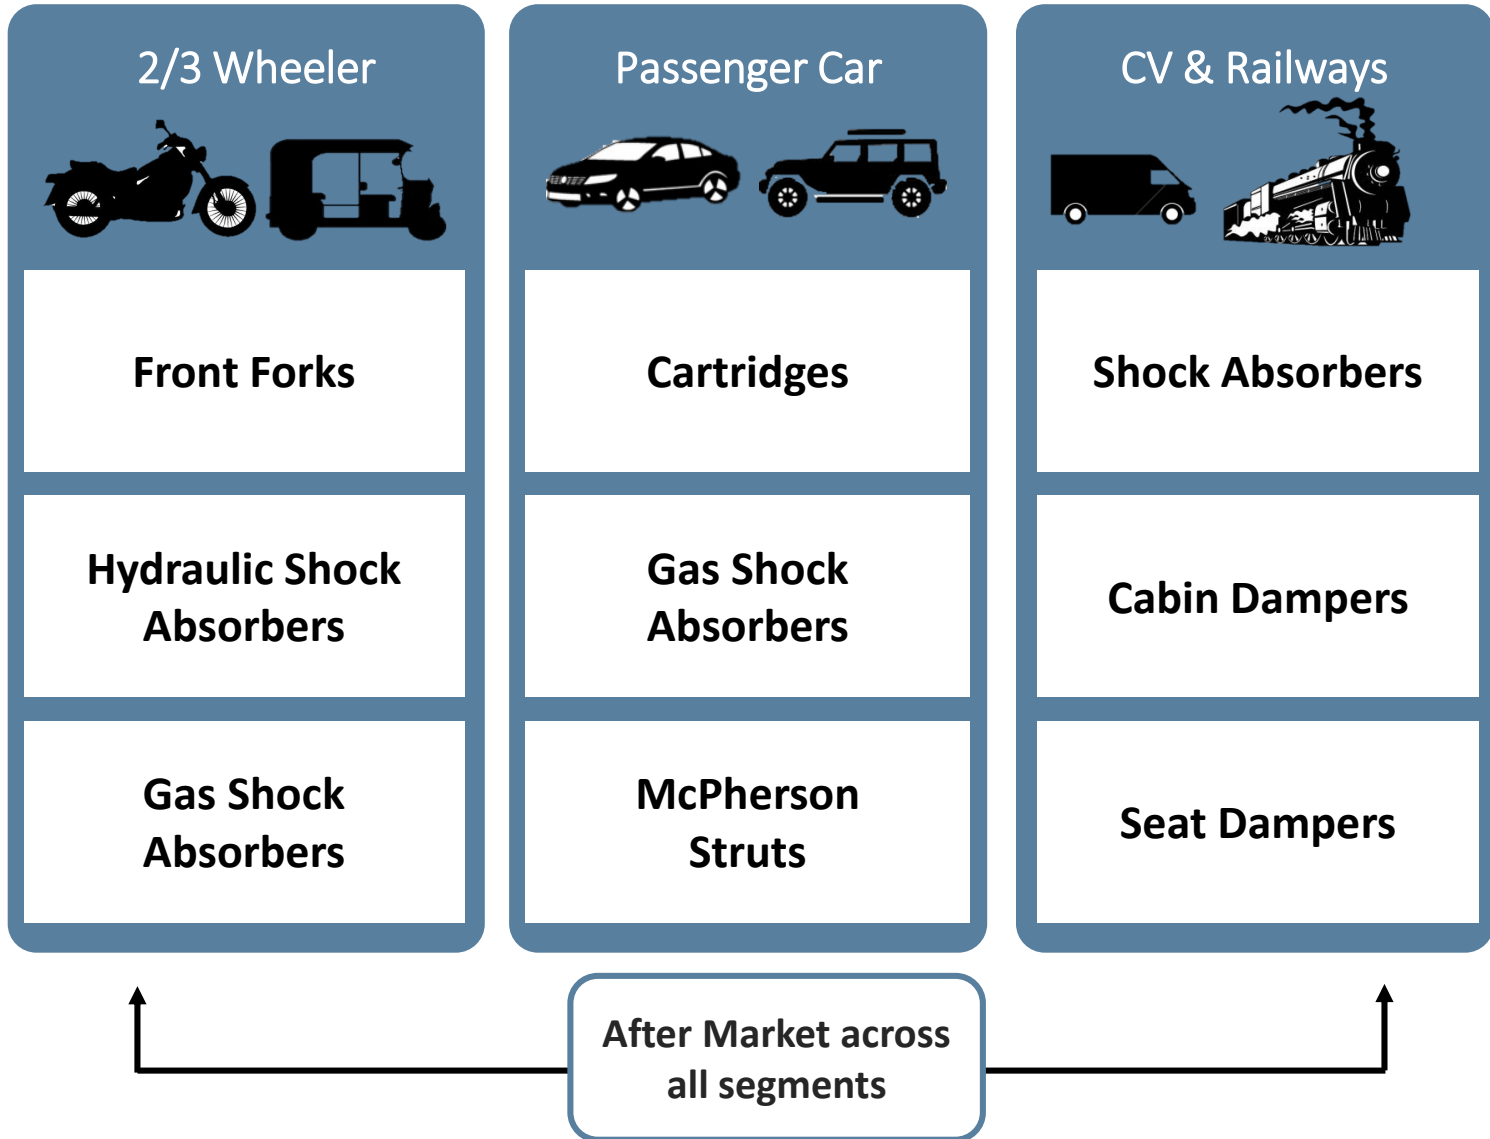 2/3 Wheeler
Front Forks
Hydraulic Shock
Absorbers
Gas Shock
Absorbers
Passenger Car
Cartridges
Gas Shock
Absorbers
McPherson
Struts
CV & Railways
Shock Absorbers
Cabin Dampers
Seat Dampers
After Market across
all segments